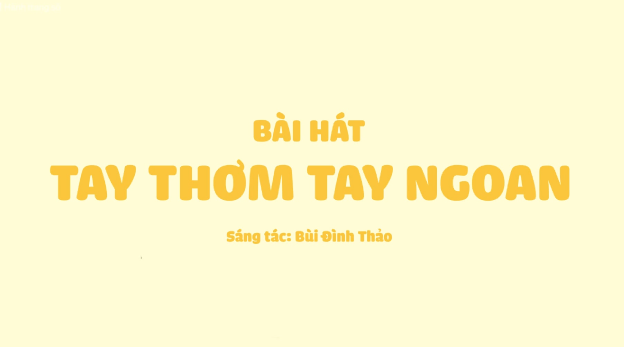 BÀI HÁT
TAY THƠM TAY NGOAN
Sáng tác: Bùi Đình Thảo